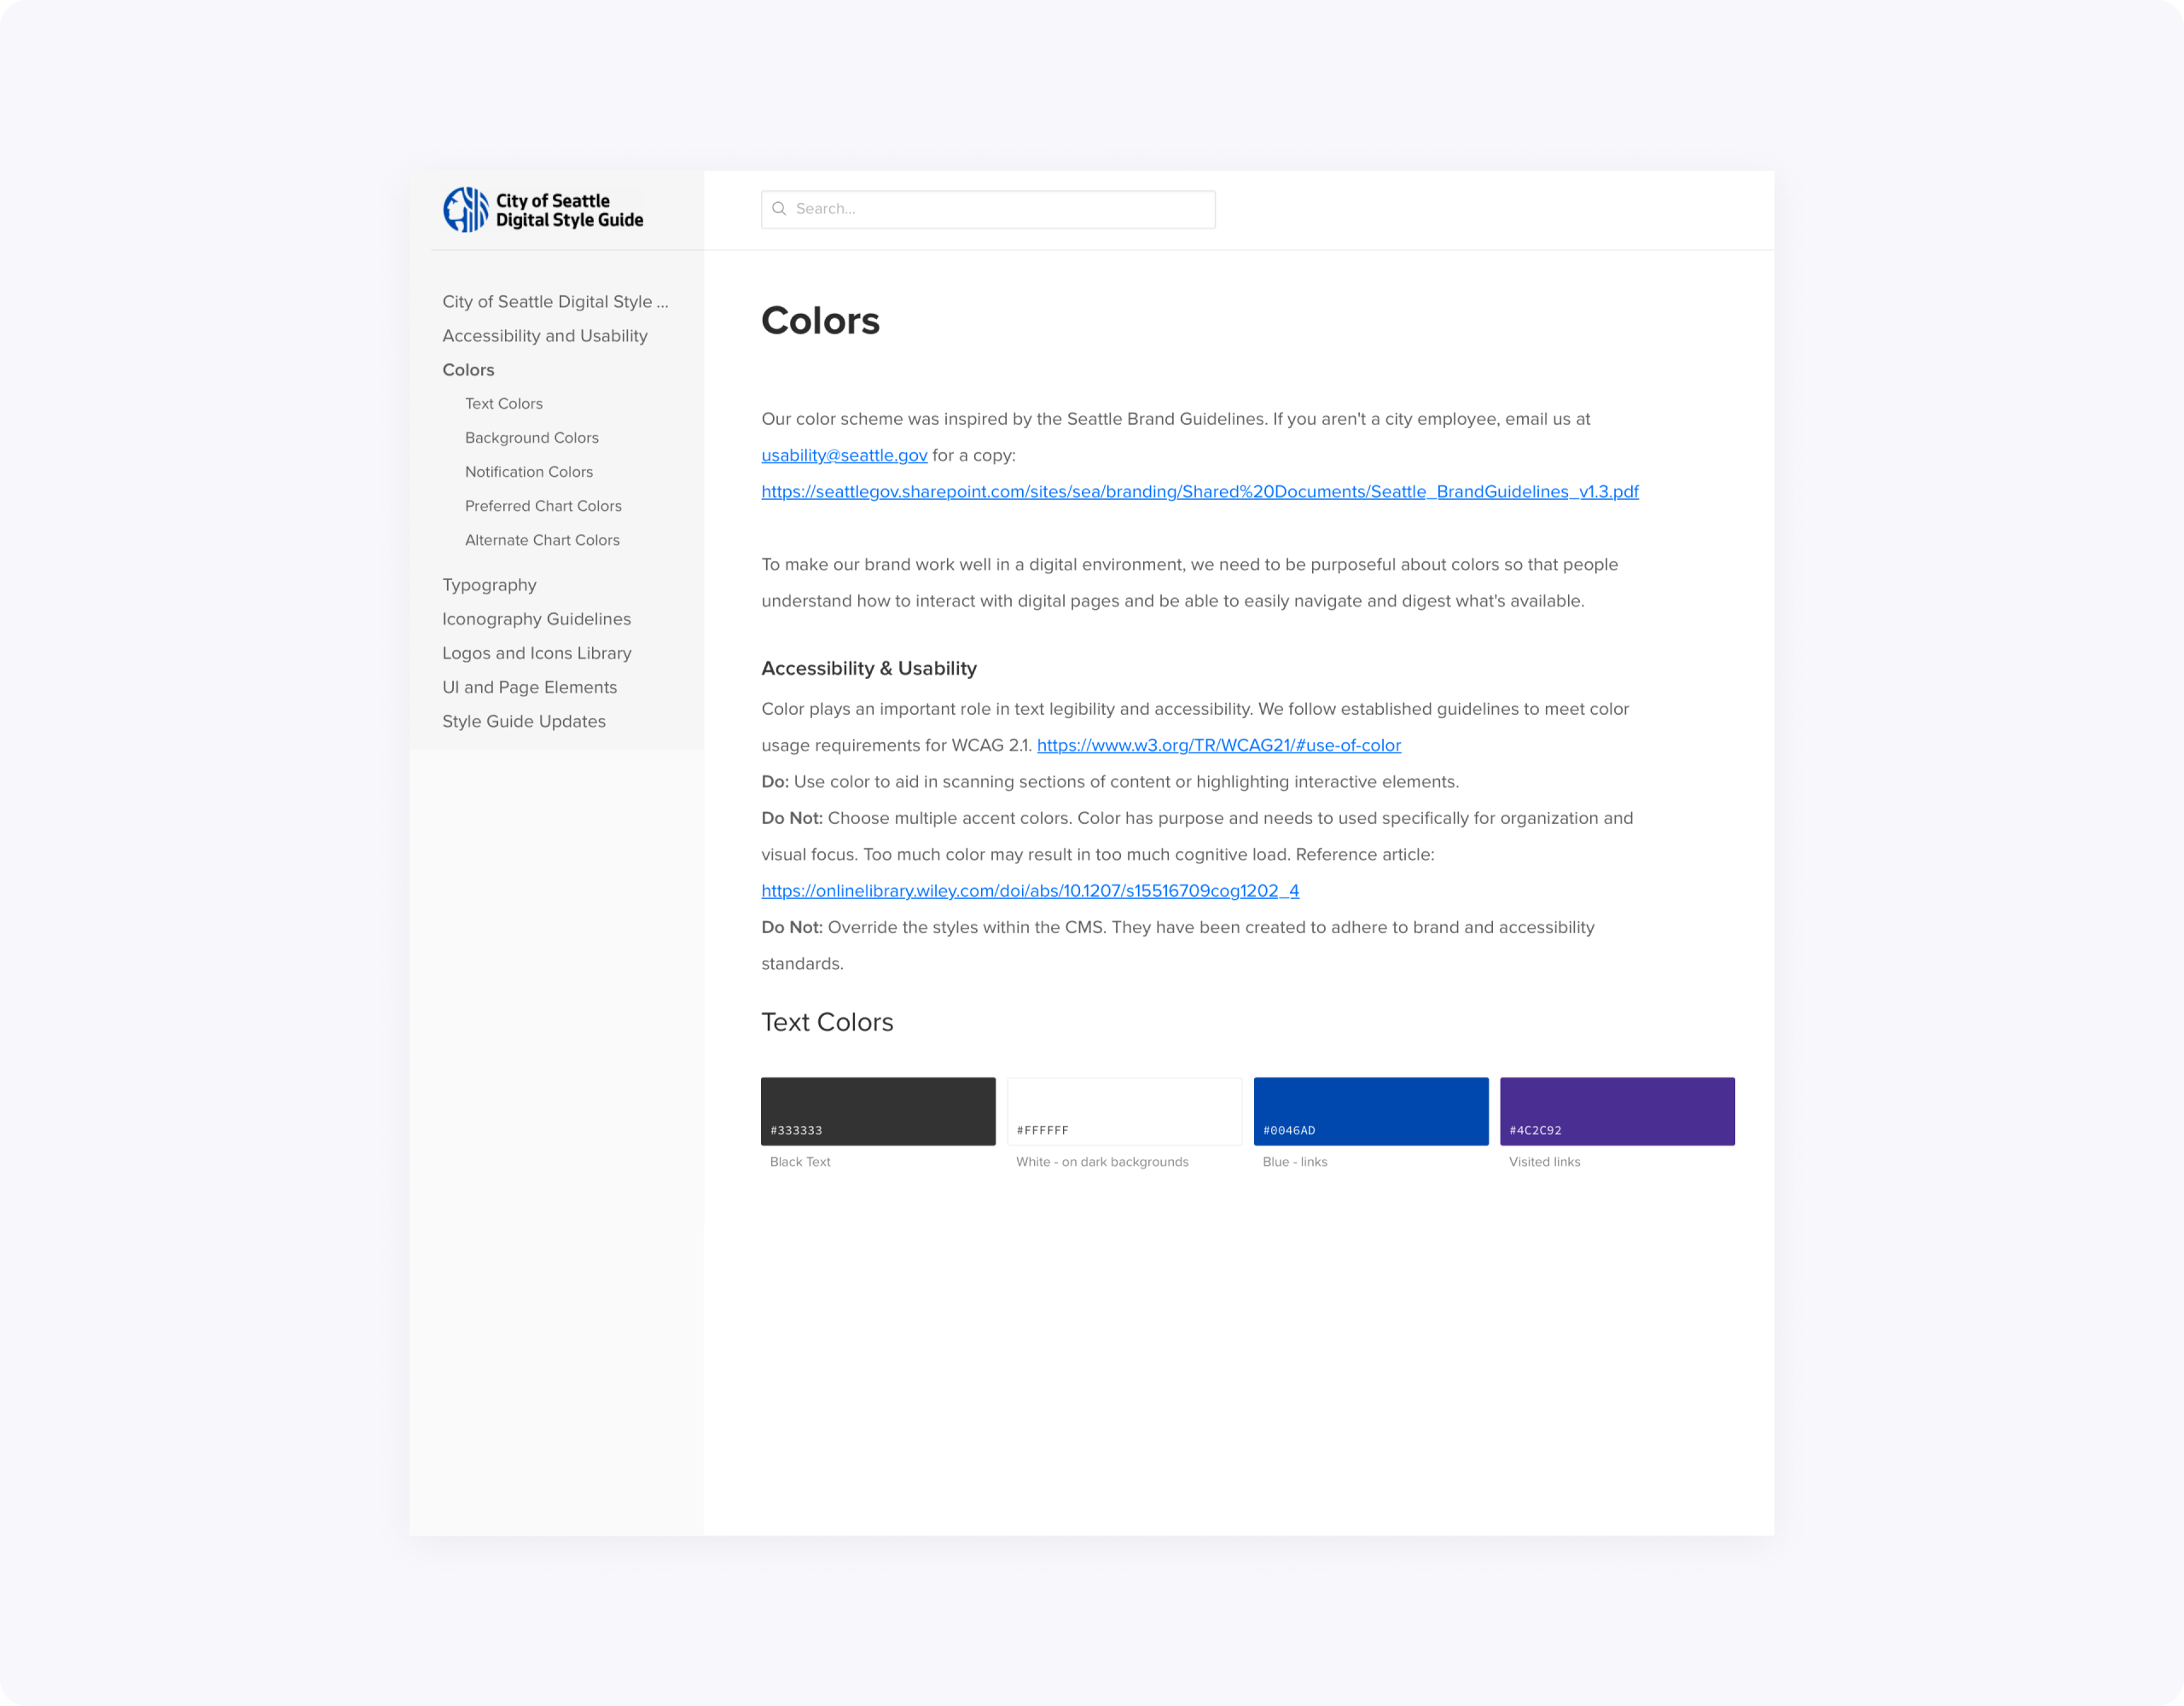 City of Seattle
Digital Style Guide
Search...
City of Seattle Digital Style ...
Accessibility and Usability
Colors
Text Colors
Background Colors
Notification Colors
Preferred Chart Colors
Alternate Chart Colors
Typography
Iconography Guidelines
Logos and Icons Library
UI and Page Elements
Style Guide Updates
Colors
Our color scheme was inspired by the Seattle Brand Guidelines. If you aren't a city employee, email us at
usability@seattle.gov for a copy:
https://seattlegov.sharepoint.com/sites/sea/branding/Shared%20Documents/Seattle_BrandGuidelines_v1.3.pdf
To make our brand work well in a digital environment, we need to be purposeful about colors so that people
understand how to interact with digital pages and be able to easily navigate and digest what's available.
Accessibility & Usability
Color plays an important role in text legibility and accessibility. We follow established guidelines to meet color
usage requirements for WCAG 2.1. https://www.w3.org/TR/WCAG21/#use-of-color
Do: Use color to aid in scanning sections of content or highlighting interactive elements.
Do Not: Choose multiple accent colors. Color has purpose and needs to used specifically for organization and
visual focus. Too much color may result in too much cognitive load. Reference article:
https://onlinelibrary.wiley.com/doi/abs/10.1207/s15516709cog1202_4
Do Not: Override the styles within the CMS. They have been created to adhere to brand and accessibility
standards.
Text Colors
#333333
Black Text
#FFFFFF
White - on dark backgrounds
#0046AD
Blue - links
#4C2C92
Visited links